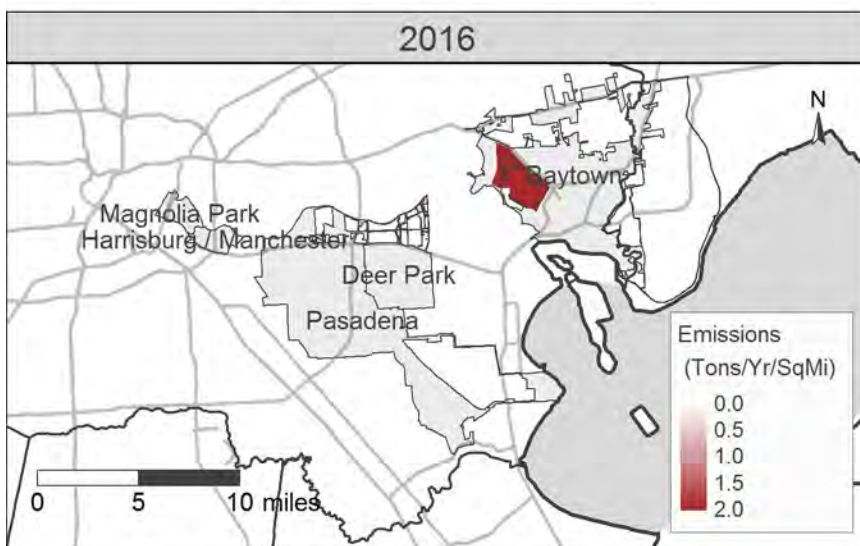 2016
N
Baytown
Magnolia Park
Harrisburg / Manchester
Deer Park
Pasadena
Emissions
(Tons/Yr/SqMi)
0.0
0.5
1.0
1.5
2.0
0 5 10 miles